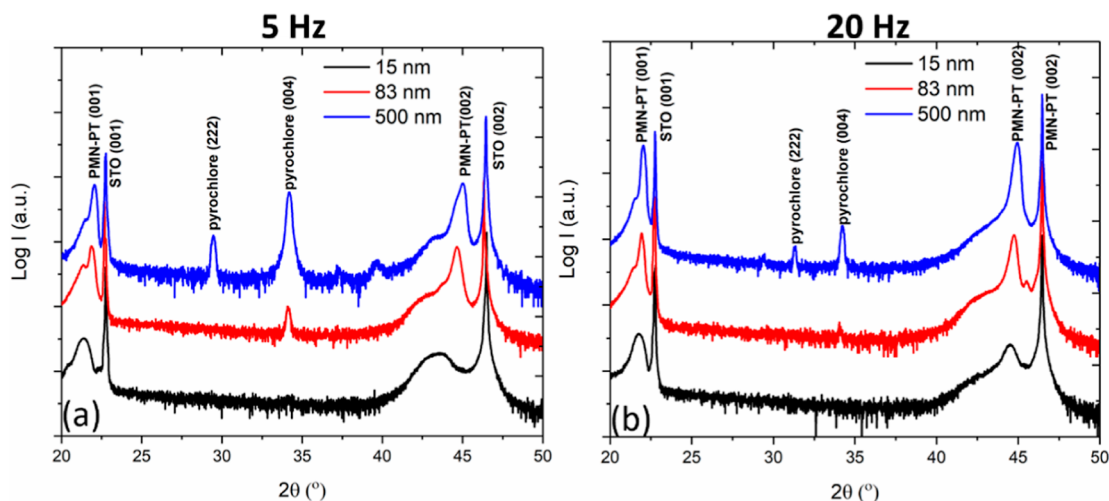 5 Hz
15 nm
83 nm
500 nm
PMN-PT (001)
STO (001)
pyrochlore (222)
pyrochlore (004)
PMN-PT(002)
STO (002)
Log I (a.u.)
(a)
20 25 30 35 40 45 50
2θ (°)
20 Hz
15 nm
83 nm
500 nm
PMN-PT (001)
STO (001)
pyrochlore (222)
pyrochlore (004)
PMN-PT (002)
PMN-PT (002)
Log I (a.u.)
(b)
20 25 30 35 40 45 50
2θ (°)